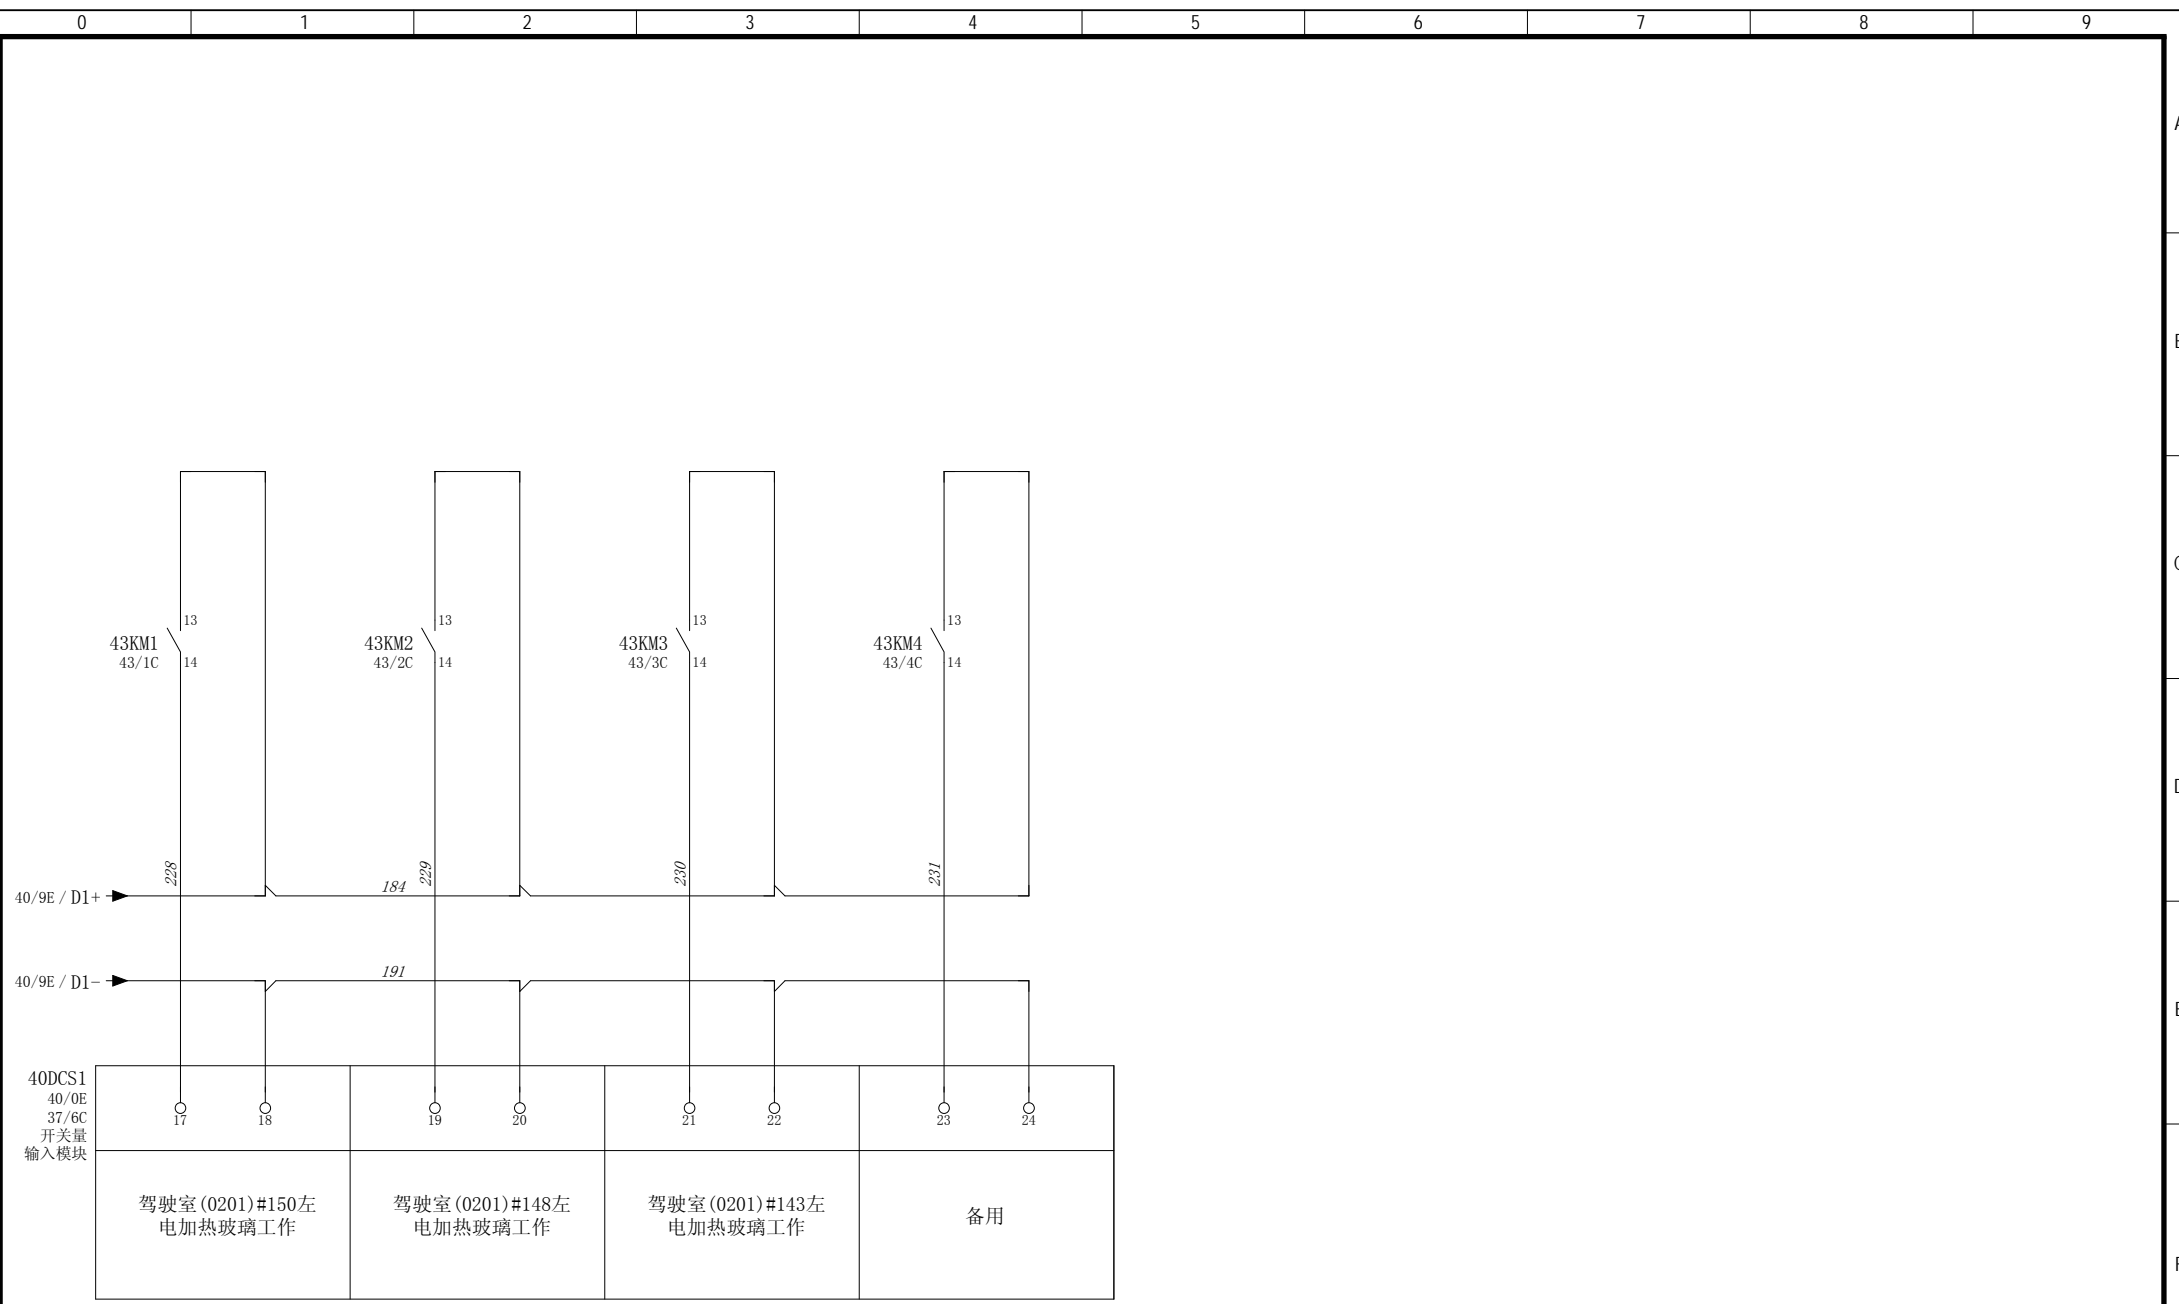 0 1 2 3 4 5 6 7 8 9
A
B
C
D
E
F
13 13 13 13
43KM1 43KM2 43KM3 43KM4
43/1C 14 43/2C 14 43/3C 14 43/4C 14
228 229 230 231
40/9E / D1+ 184
40/9E / D1- 191
40DCS1
40/0E
37/6C
开关量
输入模块
17 18 19 20 21 22 23 24
驾驶室(0201)#150左
电加热玻璃工作
驾驶室(0201)#148左
电加热玻璃工作
驾驶室(0201)#143左
电加热玻璃工作
备用